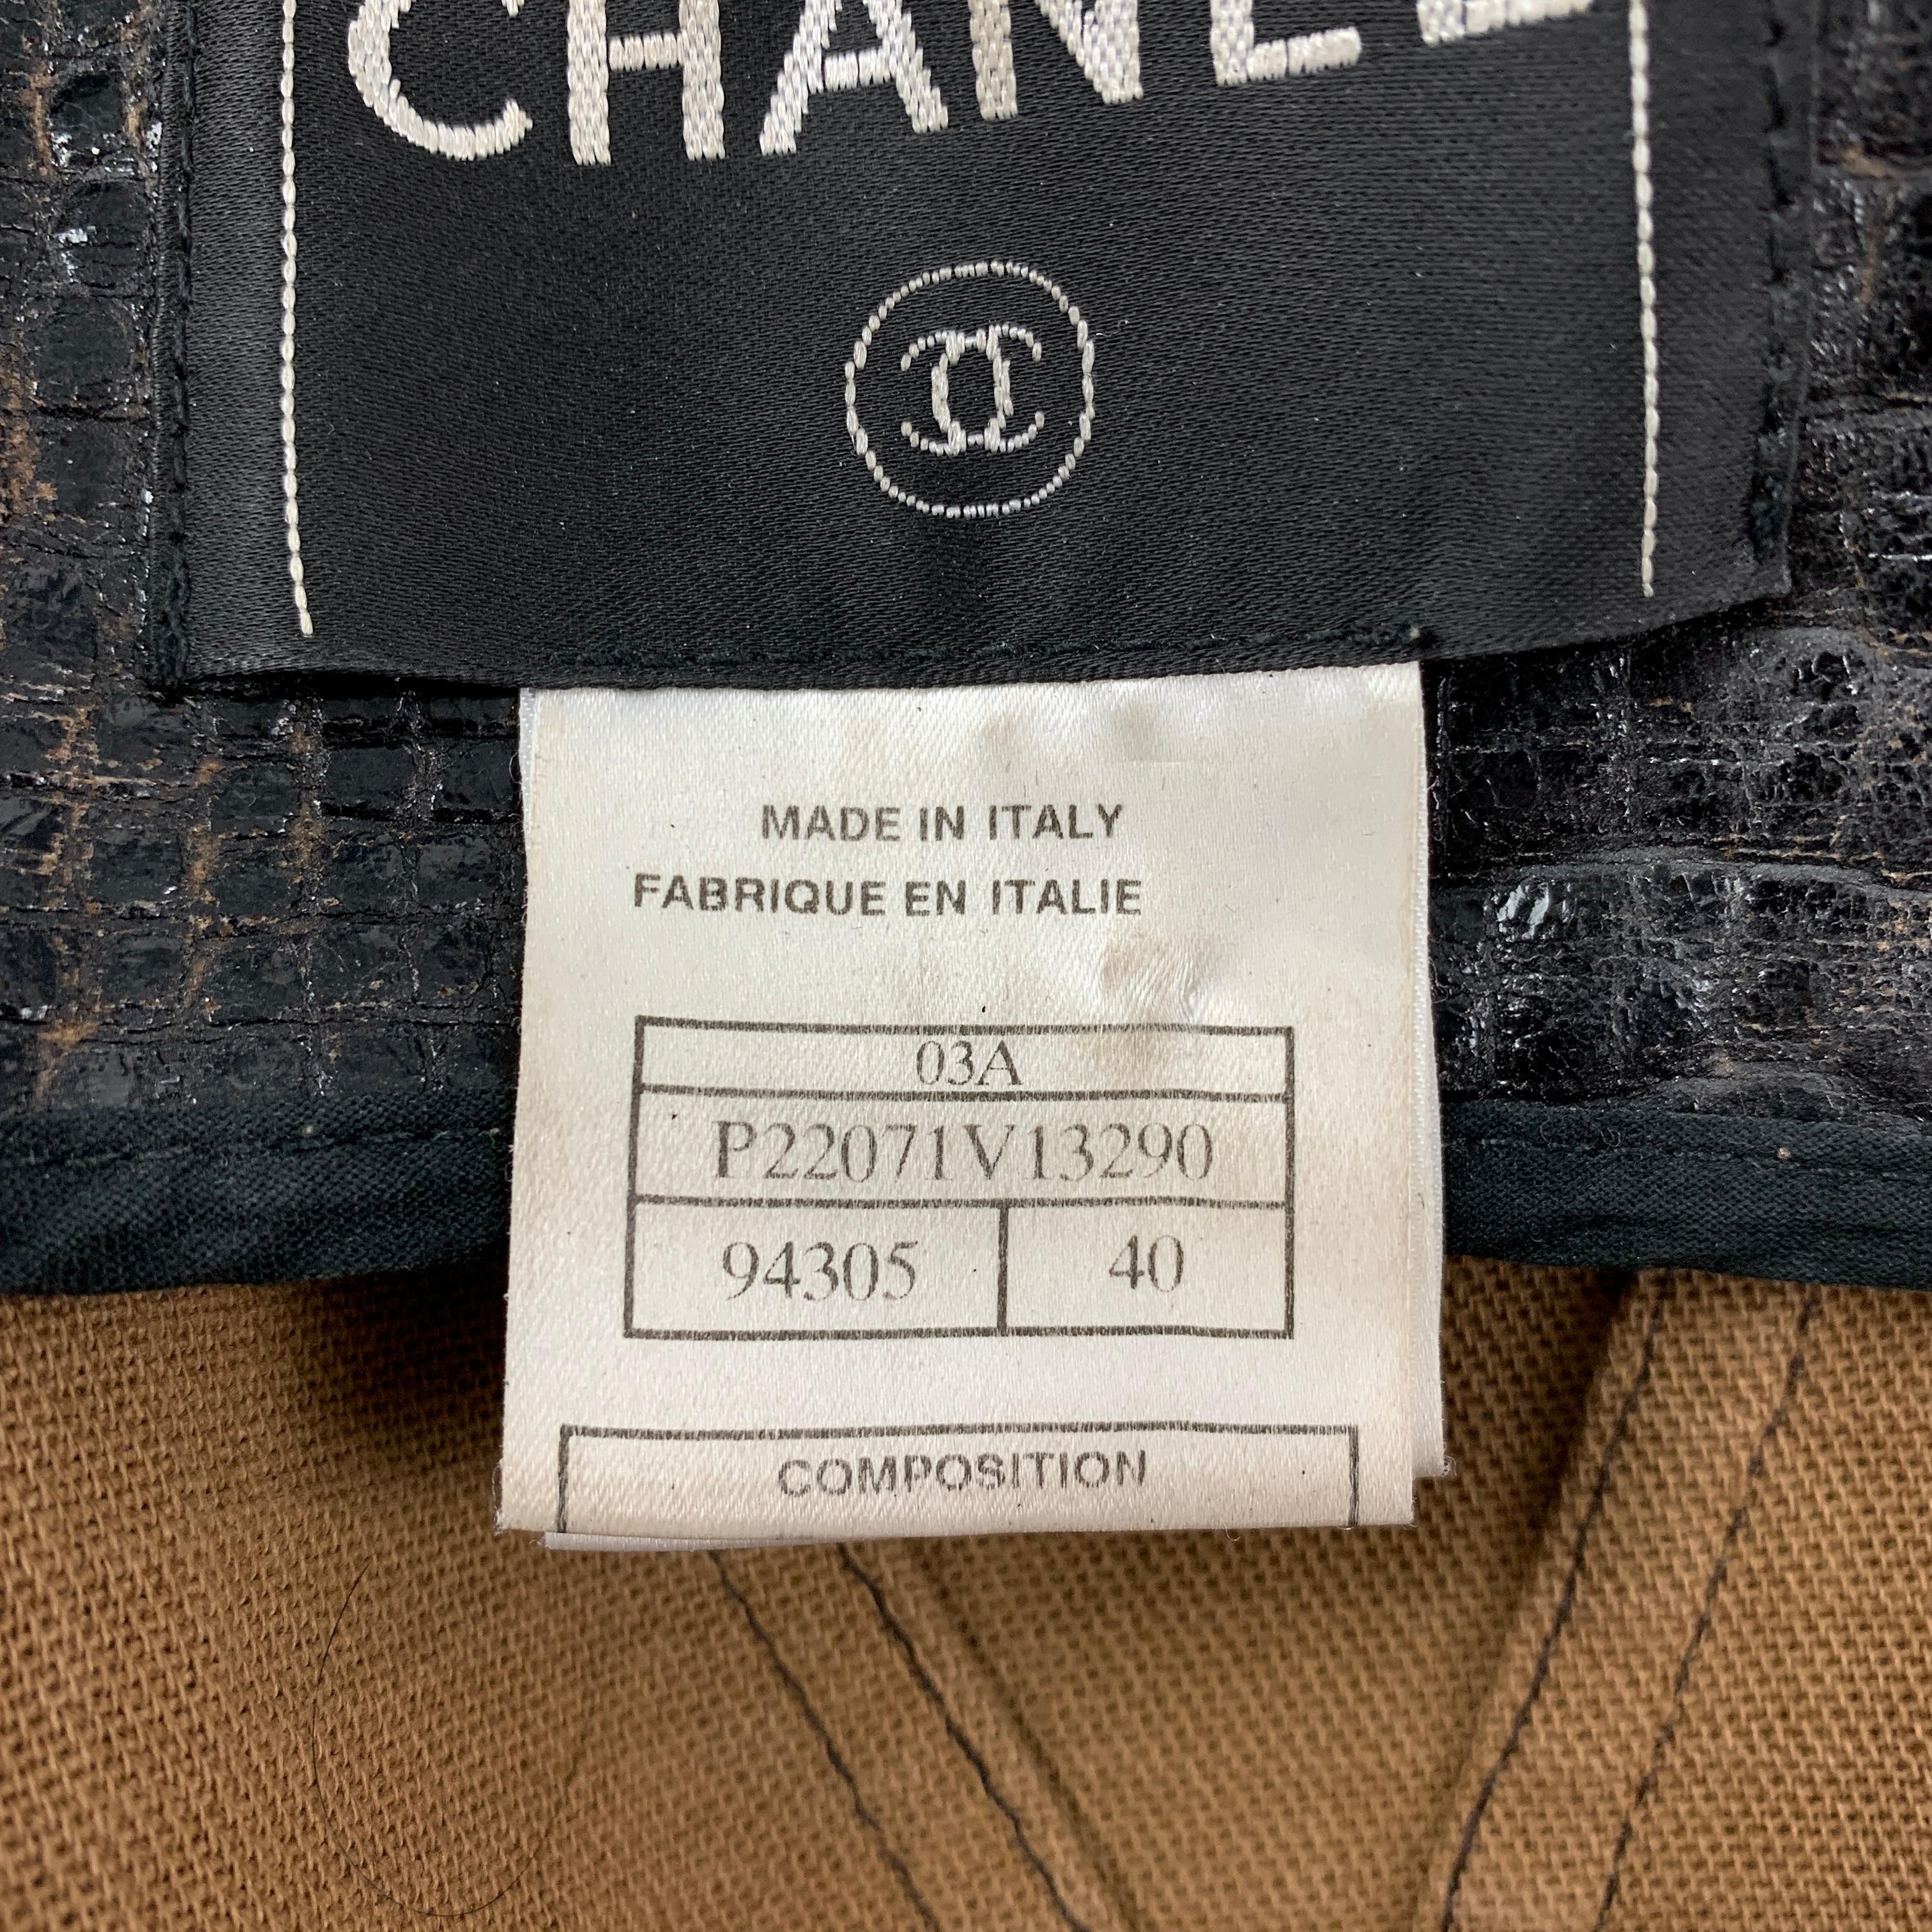 CHANEL
MADE IN ITALY
FABRIQUE EN ITALIE
03A
P22071V13290
94305 40
COMPOSITION